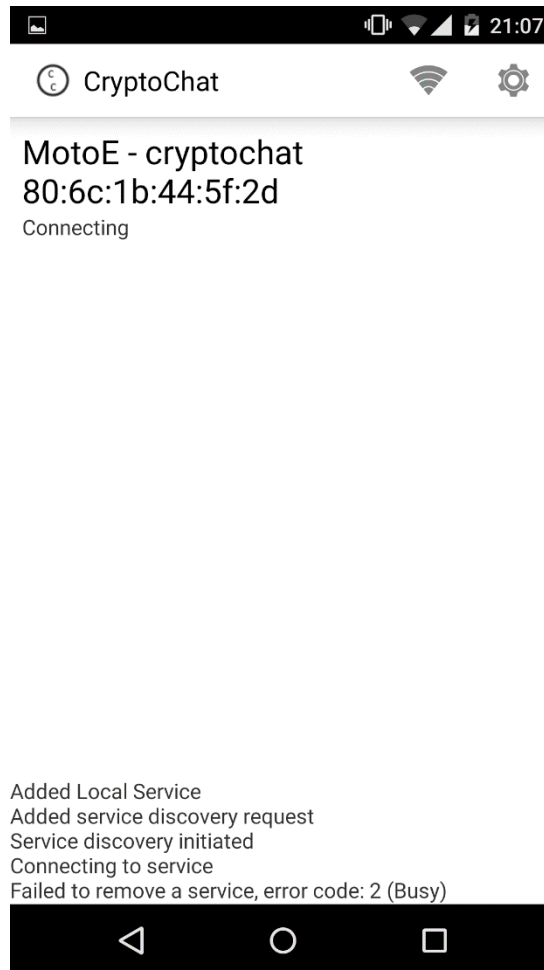 21:07
CryptoChat
MotoE - cryptochat
80:6c:1b:44:5f:2d
Connecting
Added Local Service
Added service discovery request
Service discovery initiated
Connecting to service
Failed to remove a service, error code: 2 (Busy)